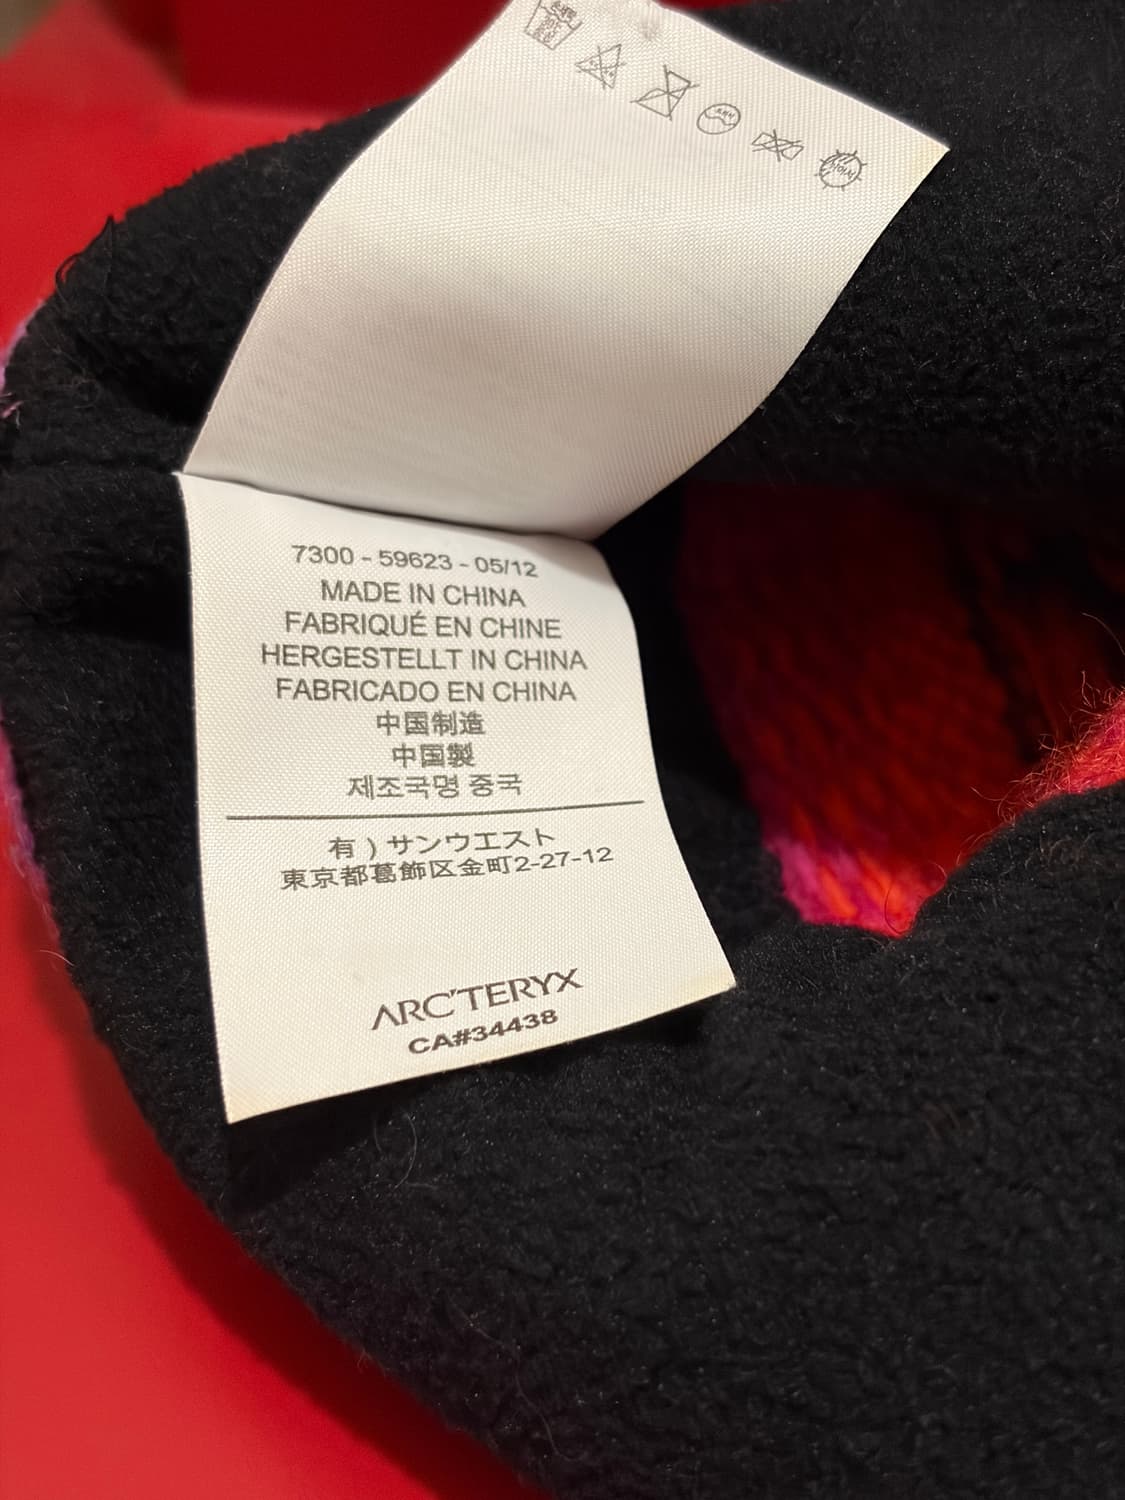 7300 - 59623 - 05/12
MADE IN CHINA
FABRIQUÉ EN CHINE
HERGESTELLT IN CHINA
FABRICADO EN CHINA
中国制造
中国製
제조국명 중국
有）サンウエスト
東京都葛飾区金町2-27-12
ARC'TERYX
CA#34438